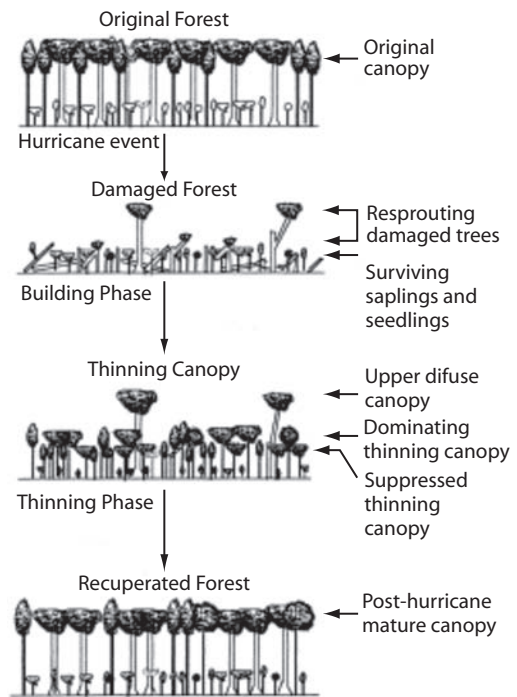 Original Forest
Original
canopy
Hurricane event
Damaged Forest
Resprouting
damaged trees
Surviving
saplings and
seedlings
Building Phase
Thinning Canopy
Upper difuse
canopy
Dominating
thinning canopy
Suppressed
thinning
canopy
Thinning Phase
Recuperated Forest
Post-hurricane
mature canopy